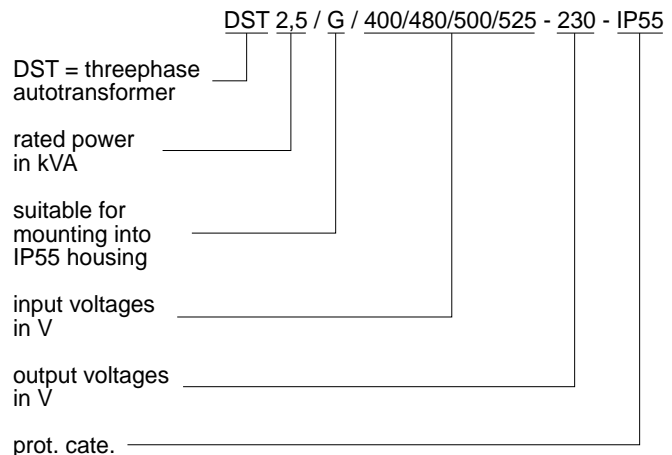 DST 2,5 / G / 400/480/500/525 - 230 - IP55
DST = threephase
autotransformer
rated power
in kVA
suitable for
mounting into
IP55 housing
input voltages
in V
output voltages
in V
prot. cate.